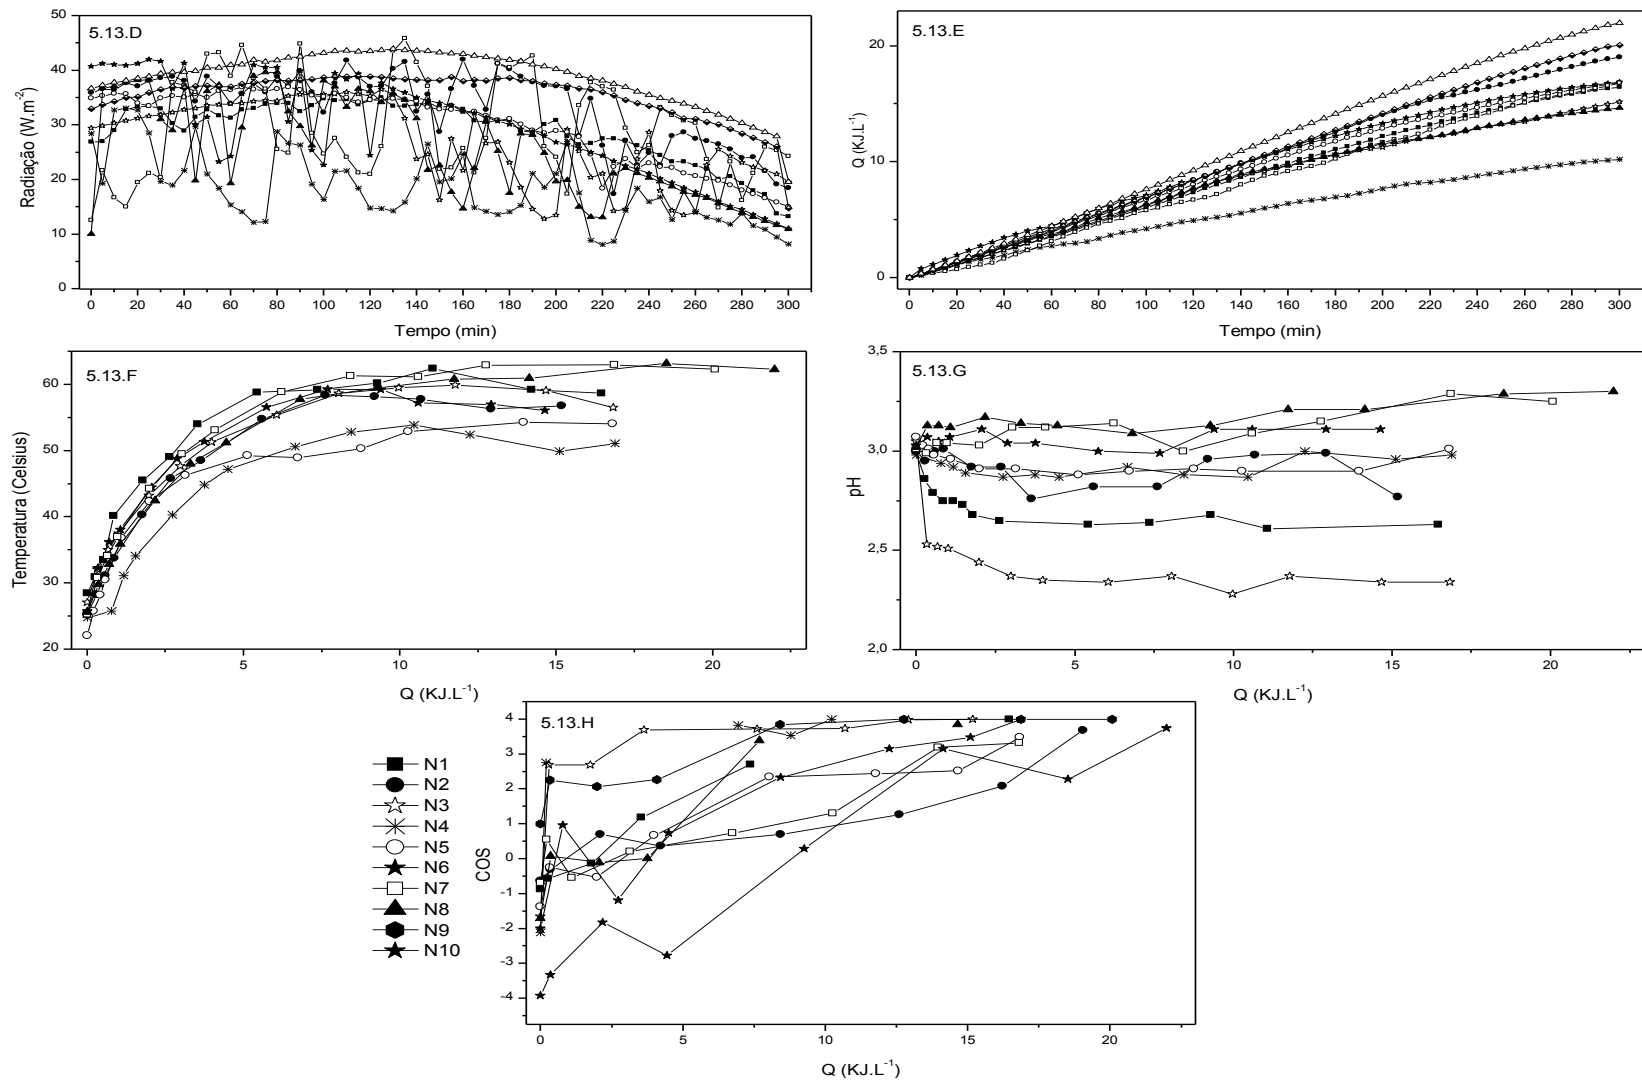 5.13.D
Radiação (W.m-2)
50
40
30
20
10
0
0 20 40 60 80 100 120 140 160 180 200 220 240 260 280 300
Tempo (min)
5.13.E
Q (KJ.L-1)
20
10
0
0 20 40 60 80 100 120 140 160 180 200 220 240 260 280 300
Tempo (min)
5.13.F
Temperatura (Celsius)
60
50
40
30
20
0 5 10 15 20
Q (KJ.L-1)
5.13.G
pH
3,5
3,0
2,5
2,0
0 5 10 15 20
Q (KJ.L-1)
N1
N2
N3
N4
N5
N6
N7
N8
N9
N10
5.13.H
COS
4
3
2
1
0
-1
-2
-3
-4
0 5 10 15 20
Q (KJ.L-1)